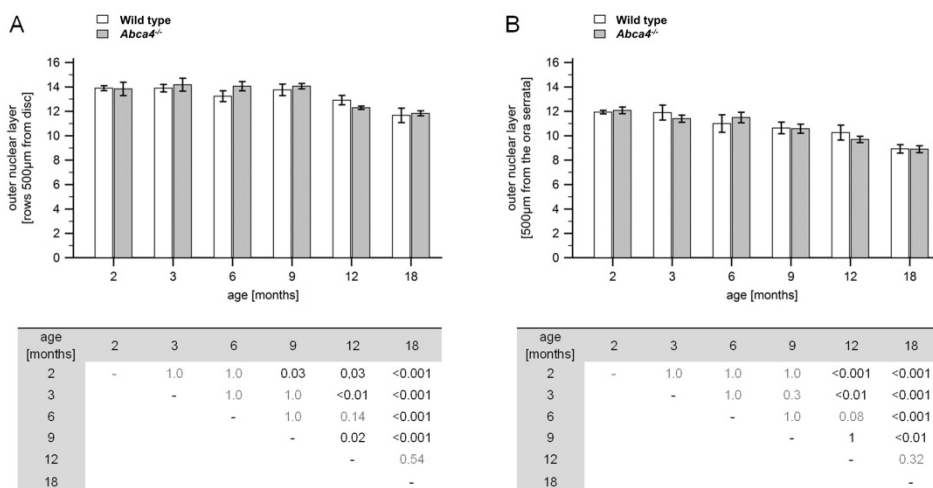 A
Wild type
Abca4-/-
outer nuclear layer
[rows 500µm from disc]
16
14
12
10
8
6
4
2
0
2 3 6 9 12 18
age [months]
age
[months] 2 3 6 9 12 18
2 - 1.0 1.0 0.03 0,03 <0.001
3 - 1.0 1.0 <0.01 <0.001
6 - 1.0 0.14 <0.001
9 - 0.02 <0.001
12 - 0.54
18 -
B
Wild type
Abca4-/-
outer nuclear layer
[500µm from the ora serrata]
16
14
12
10
8
6
4
2
0
2 3 6 9 12 18
age [months]
age
[months] 2 3 6 9 12 18
2 - 1.0 1.0 1.0 <0.001 <0.001
3 - 1.0 0.3 <0.01 <0.001
6 - 1.0 0.08 <0.001
9 - 1 <0.01
12 - 0.32
18 -